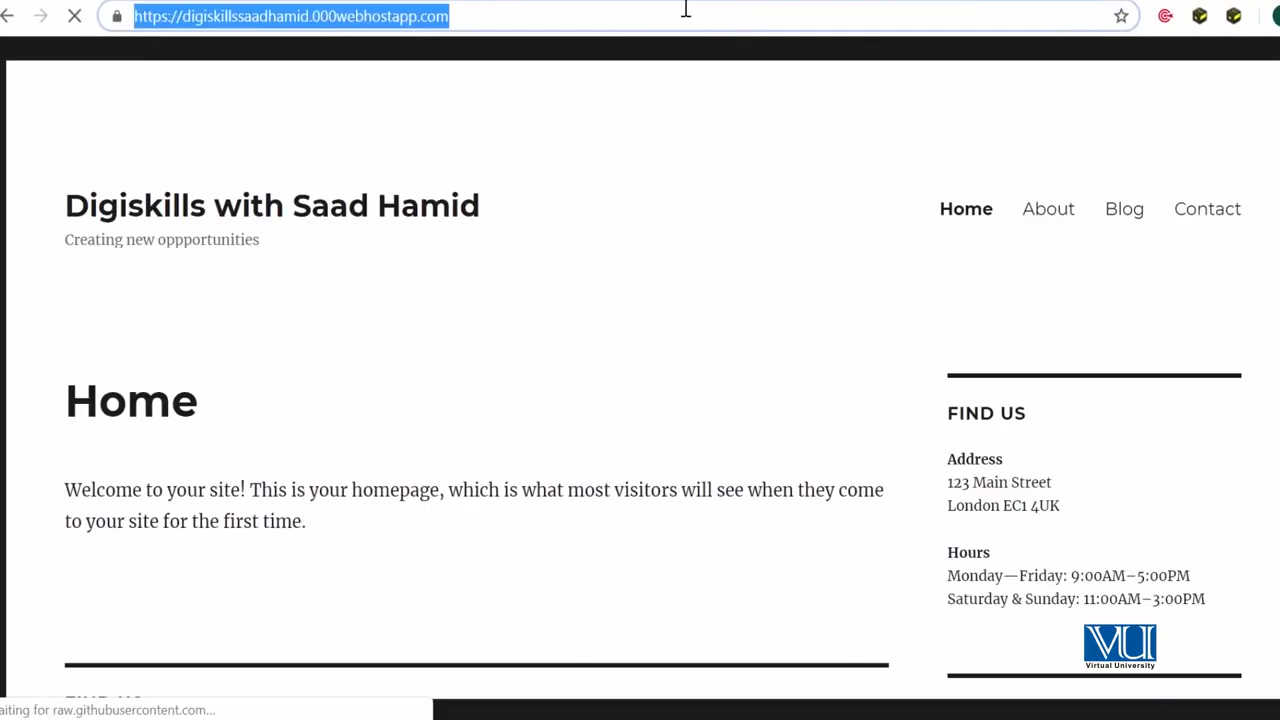 https://digiskillssaadhamid.000webhostapp.com
Digiskills with Saad Hamid
Creating new oppportunities
Home About Blog Contact
Home
Welcome to your site! This is your homepage, which is what most visitors will see when they come
to your site for the first time.
FIND US
Address
123 Main Street
London EC1 4UK
Hours
Monday—Friday: 9:00AM–5:00PM
Saturday & Sunday: 11:00AM–3:00PM
VU
Virtual University
FIND US
aiting for raw.githubusercontent.com...